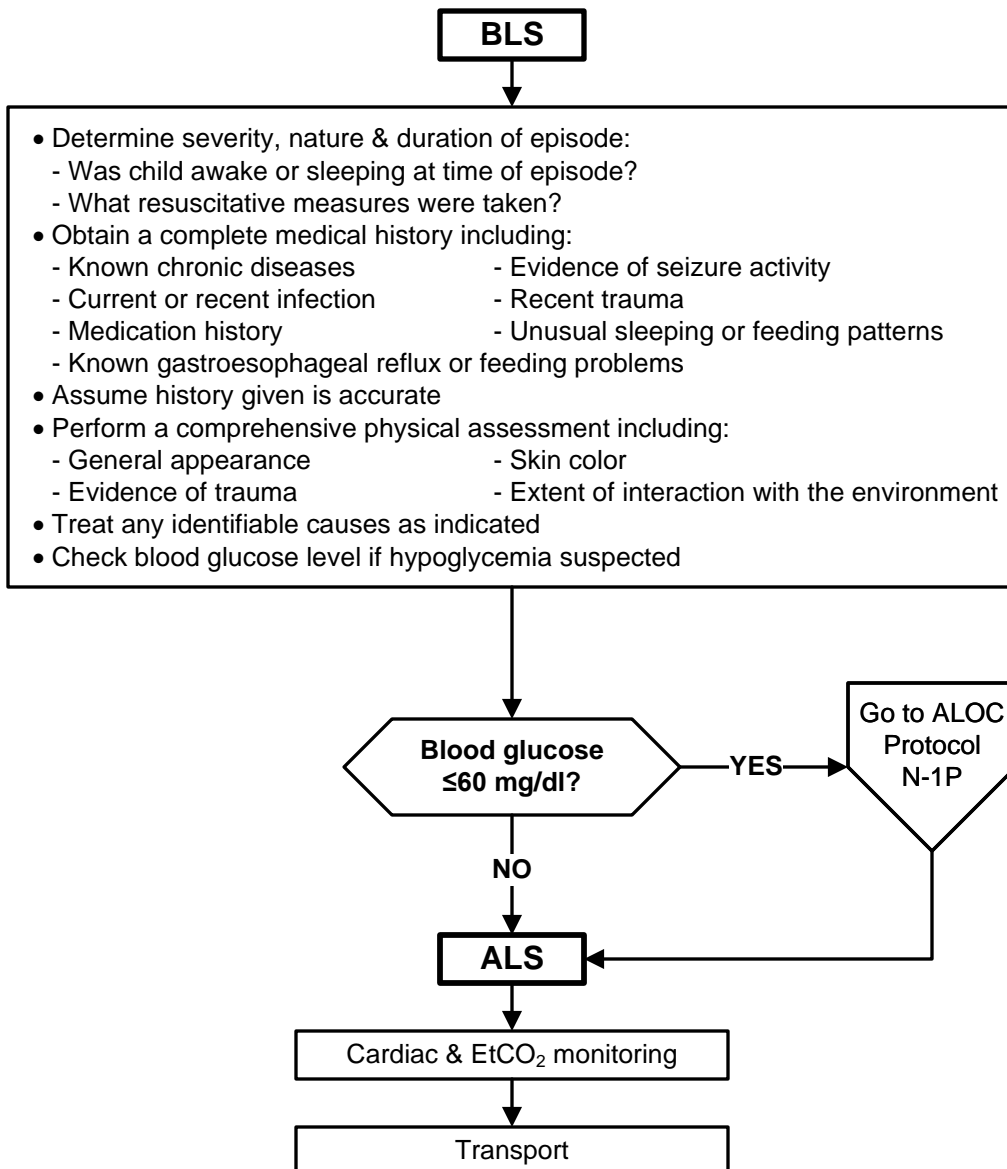 BLS
• Determine severity, nature & duration of episode:
- Was child awake or sleeping at time of episode?
- What resuscitative measures were taken?
• Obtain a complete medical history including:
- Known chronic diseases - Evidence of seizure activity
- Current or recent infection - Recent trauma
- Medication history - Unusual sleeping or feeding patterns
- Known gastroesophageal reflux or feeding problems
• Assume history given is accurate
• Perform a comprehensive physical assessment including:
- General appearance - Skin color
- Evidence of trauma - Extent of interaction with the environment
• Treat any identifiable causes as indicated
• Check blood glucose level if hypoglycemia suspected
Blood glucose
≤60 mg/dl?
YES
Go to ALOC
Protocol
N-1P
NO
ALS
Cardiac & EtCO₂ monitoring
Transport